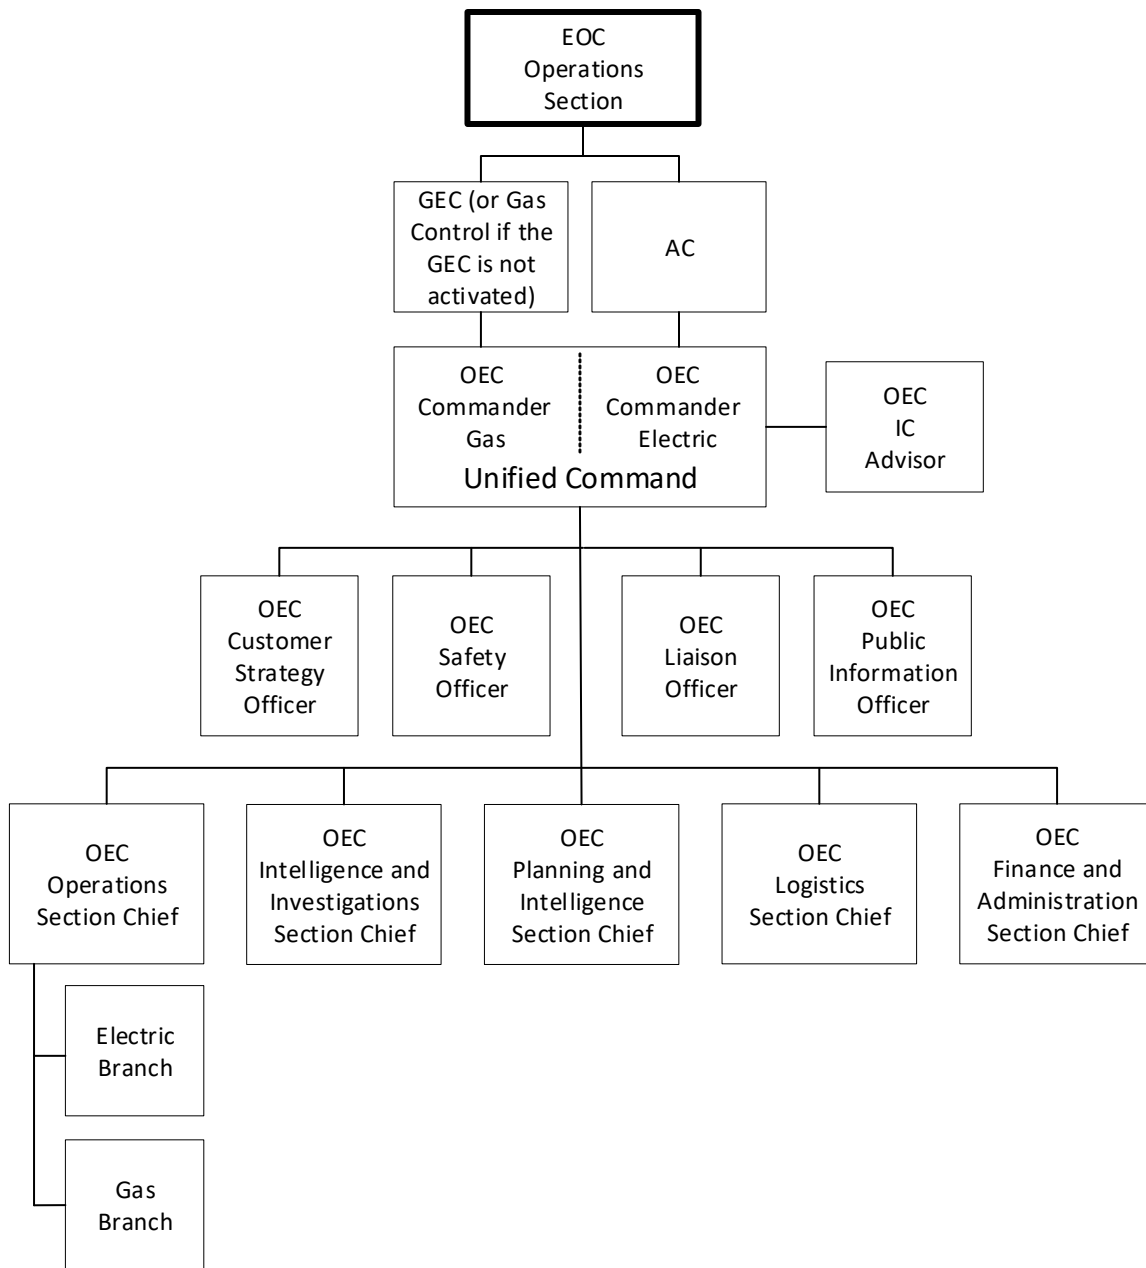 EOC
Operations
Section
GEC (or Gas
Control if the
GEC is not
activated)
AC
OEC
Commander
Gas
OEC
Commander
Electric
Unified Command
OEC
IC
Advisor
OEC
Customer
Strategy
Officer
OEC
Safety
Officer
OEC
Liaison
Officer
OEC
Public
Information
Officer
OEC
Operations
Section Chief
OEC
Intelligence and
Investigations
Section Chief
OEC
Planning and
Intelligence
Section Chief
OEC
Logistics
Section Chief
OEC
Finance and
Administration
Section Chief
Electric
Branch
Gas
Branch